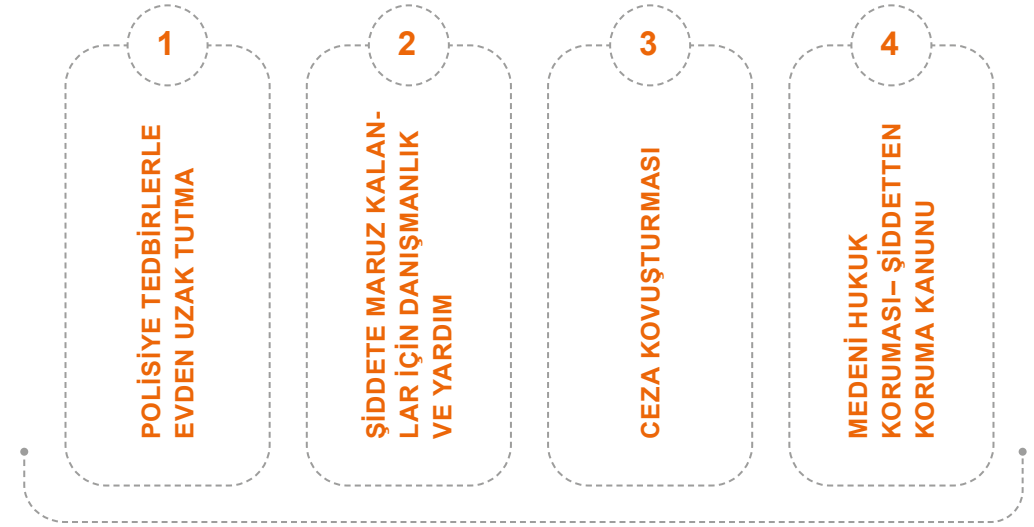 1
POLİSİYE TEDBİRLERLE
EVDEN UZAK TUTMA
2
ŞİDDETE MARUZ KALAN-
LAR İÇİN DANIŞMANLIK
VE YARDIM
3
CEZA KOVUŞTURMASI
4
MEDENİ HUKUK
KORUMASI– ŞİDDETTEN
KORUMA KANUNU